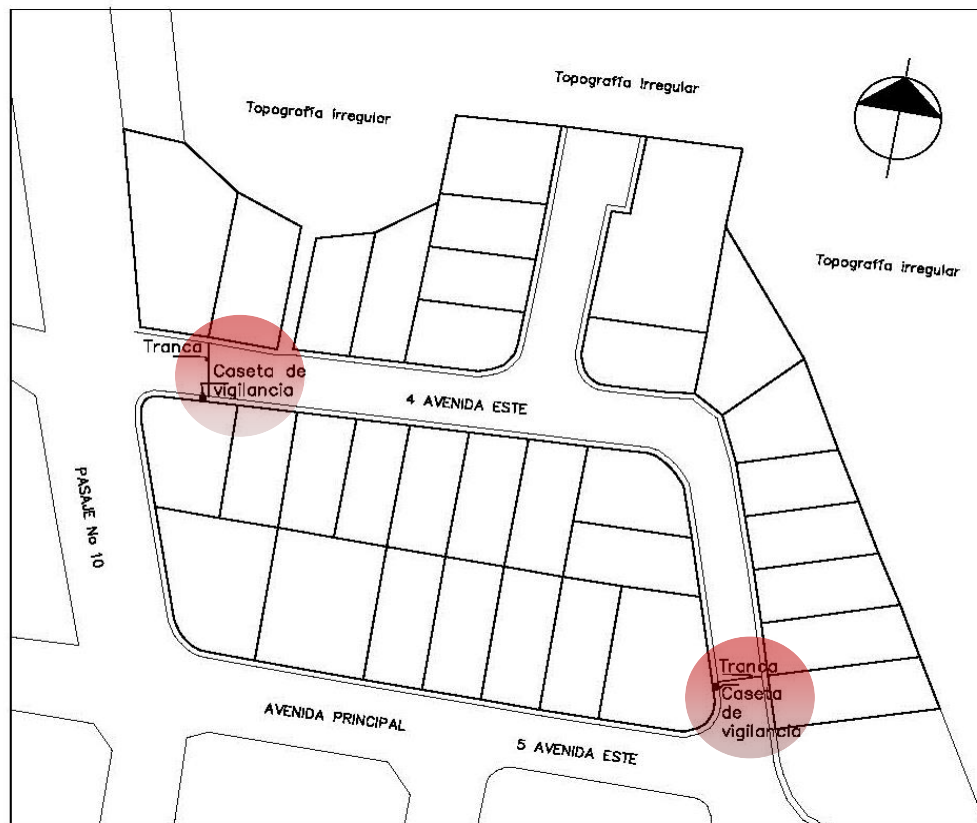 Topografía irregular
Topografía irregular
Topografía irregular
Tranca
Caseta de
vigilancia
4 AVENIDA ESTE
PASAJE No 10
Tranca
Caseta
de
vigilancia
AVENIDA PRINCIPAL
5 AVENIDA ESTE